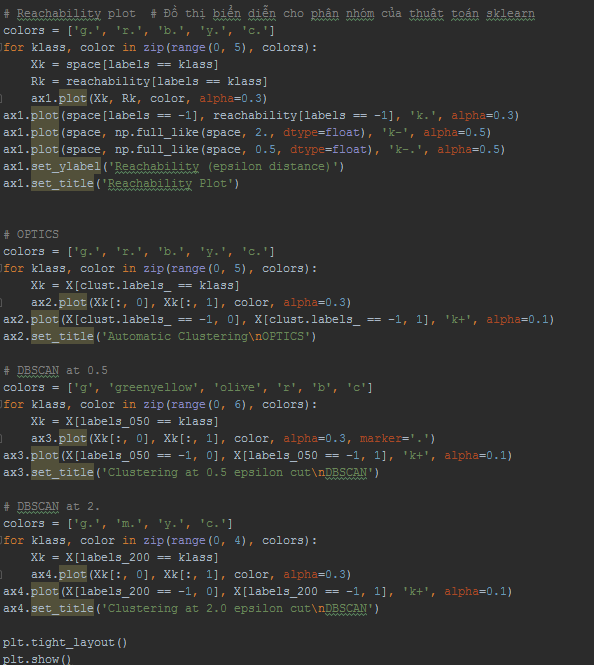 # Reachability plot  # Đồ thị biển diễn cho phân nhóm của thuât toán sklearn
colors = ['g.', 'r.', 'b.', 'y.', 'c.']
for klass, color in zip(range(0, 5), colors):
    Xk = space[labels == klass]
    Rk = reachability[labels == klass]
    ax1.plot(Xk, Rk, color, alpha=0.3)
ax1.plot(space[labels == -1], reachability[labels == -1], 'k.', alpha=0.3)
ax1.plot(space, np.full_like(space, 2., dtype=float), 'k-', alpha=0.5)
ax1.plot(space, np.full_like(space, 0.5, dtype=float), 'k-.', alpha=0.5)
ax1.set_ylabel('Reachability (epsilon distance)')
ax1.set_title('Reachability Plot')
# OPTICS
colors = ['g.', 'r.', 'b.', 'y.', 'c.']
for klass, color in zip(range(0, 5), colors):
    Xk = X[clust.labels_ == klass]
    ax2.plot(Xk[:, 0], Xk[:, 1], color, alpha=0.3)
ax2.plot(X[clust.labels_ == -1, 0], X[clust.labels_ == -1, 1], 'k+', alpha=0.1)
ax2.set_title('Automatic Clustering\nOPTICS')
# DBSCAN at 0.5
colors = ['g', 'greenyellow', 'olive', 'r', 'b', 'c']
for klass, color in zip(range(0, 6), colors):
    Xk = X[labels_050 == klass]
    ax3.plot(Xk[:, 0], Xk[:, 1], color, alpha=0.3, marker='.')
ax3.plot(X[labels_050 == -1, 0], X[labels_050 == -1, 1], 'k+', alpha=0.1)
ax3.set_title('Clustering at 0.5 epsilon cut\nDBSCAN')
# DBSCAN at 2.
colors = ['g.', 'm.', 'y.', 'c.']
for klass, color in zip(range(0, 4), colors):
    Xk = X[labels_200 == klass]
    ax4.plot(Xk[:, 0], Xk[:, 1], color, alpha=0.3)
ax4.plot(X[labels_200 == -1, 0], X[labels_200 == -1, 1], 'k+', alpha=0.1)
ax4.set_title('Clustering at 2.0 epsilon cut\nDBSCAN')
plt.tight_layout()
plt.show()